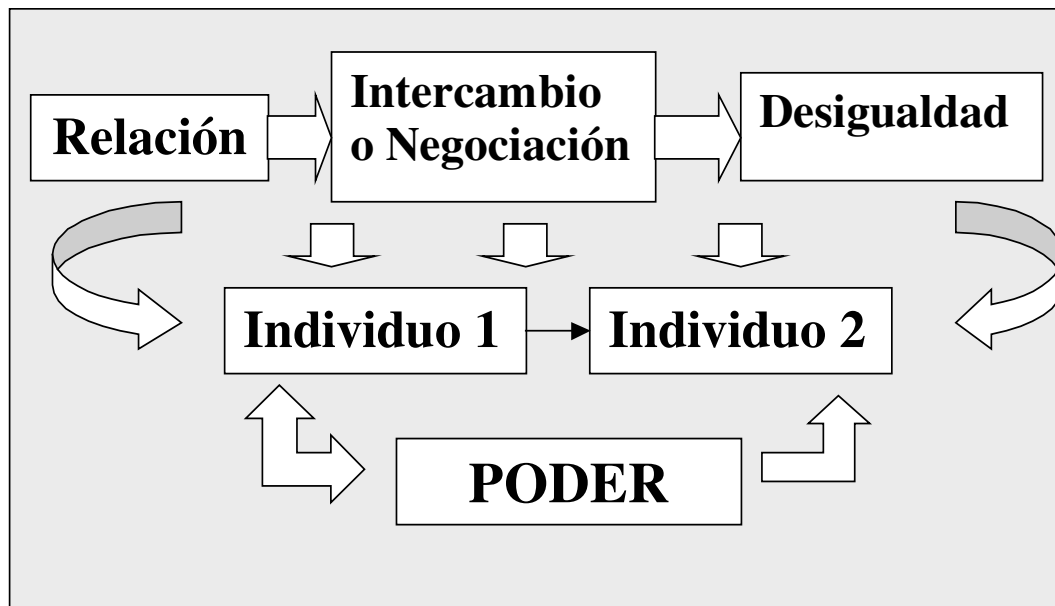 Relación
Intercambio
o Negociación
Desigualdad
Individuo 1
Individuo 2
PODER